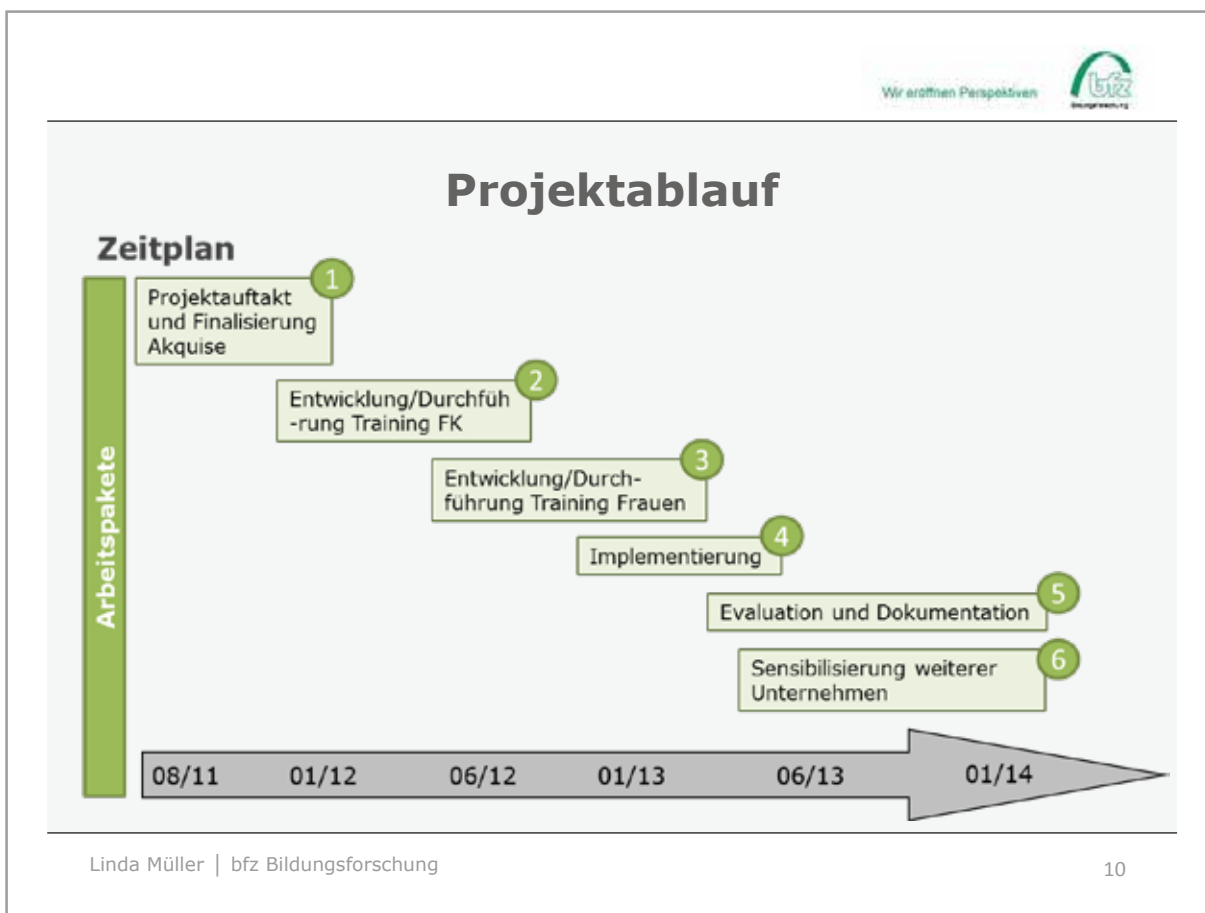 Wir eröffnen Perspektiven
bfz
Bildungsforschung
Projektablauf
Zeitplan
Arbeitspakete
1
Projektauftakt
und Finalisierung
Akquise
2
Entwicklung/Durchfüh
-rung Training FK
3
Entwicklung/Durch-
führung Training Frauen
4
Implementierung
5
Evaluation und Dokumentation
6
Sensibilisierung weiterer
Unternehmen
08/11 01/12 06/12 01/13 06/13 01/14
Linda Müller | bfz Bildungsforschung
10